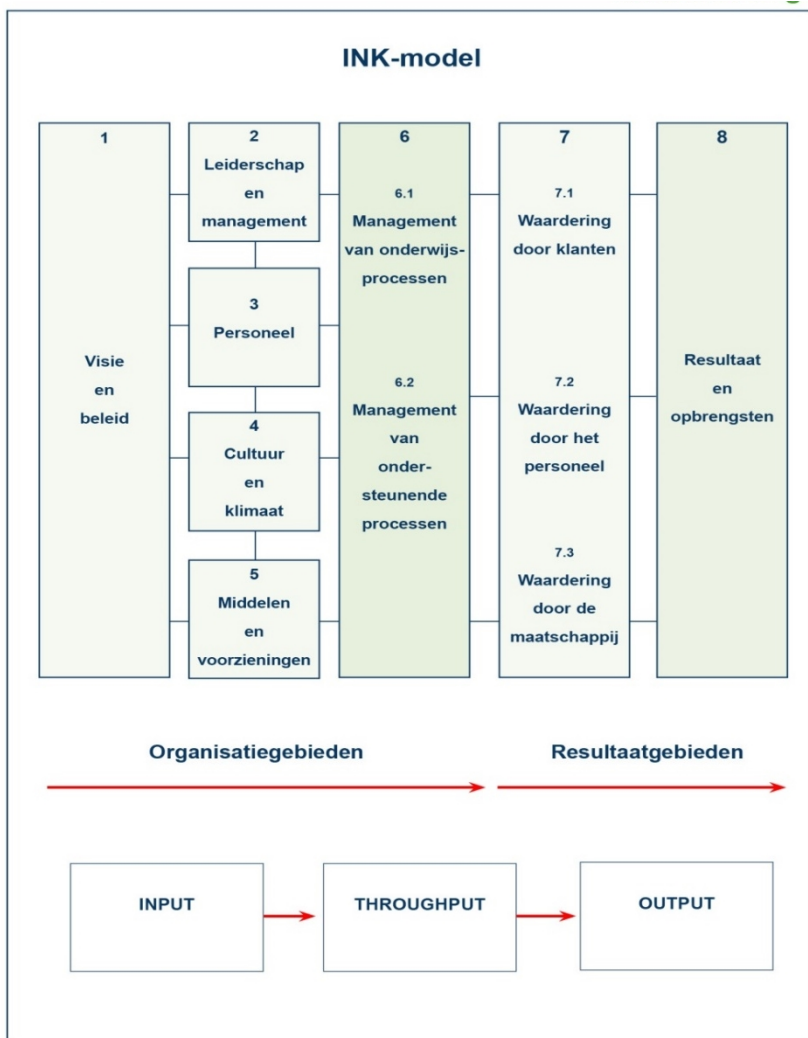 INK-model
1
Visie
en
beleid
2
Leiderschap
en
management
3
Personeel
4
Cultuur
en
klimaat
5
Middelen
en
voorzieningen
6
6.1
Management
van onderwijs-
processen
6.2
Management
van
onder-
steunende
processen
7
7.1
Waardering
door klanten
7.2
Waardering
door het
personeel
7.3
Waardering
door de
maatschappij
8
Resultaat
en
opbrengsten
Organisatiegebieden
Resultaatgebieden
INPUT
THROUGHPUT
OUTPUT